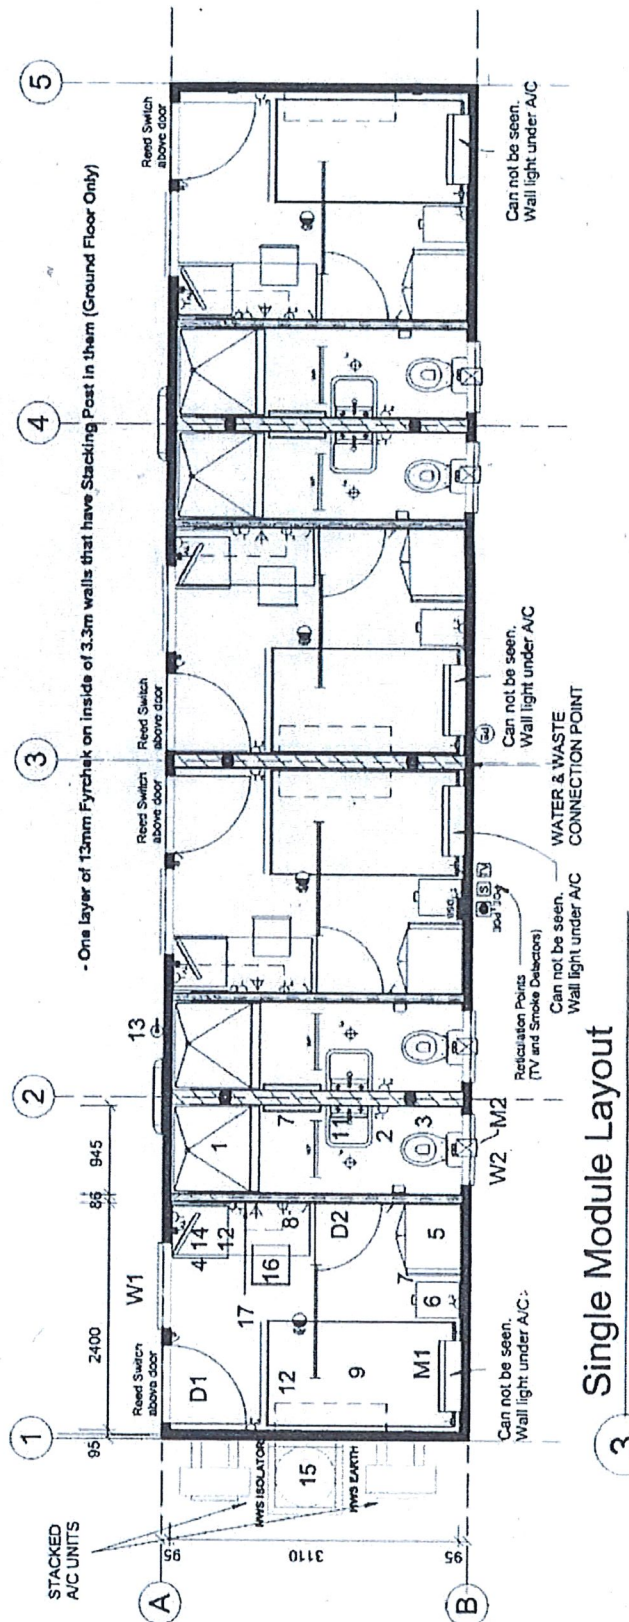 - One layer of 13mm Fyrchek on inside of 3.3m walls that have Stacking Post in them (Ground Floor Only)
1
2
3
4
5
95
2400
86
945
13
Reed Switch
above door
W1
Reed Switch
above door
Reed Switch
above door
Reed Switch
above door
STACKED
A/C UNITS
A
B
95
3110
95
HWS ISOLATOR
15
HWS EARTH
D1
12
9
M1
17
16
4
14
12
8
D2
7
6
5
1
7
11
2
3
W2
M2
Can not be seen.
Wall light under A/C
Reticulation Points
(TV and Smoke Detectors)
S
TV
Can not be seen.
Wall light under A/C
WATER & WASTE
CONNECTION POINT
Can not be seen.
Wall light under A/C
Can not be seen.
Wall light under A/C
3
Single Module Layout